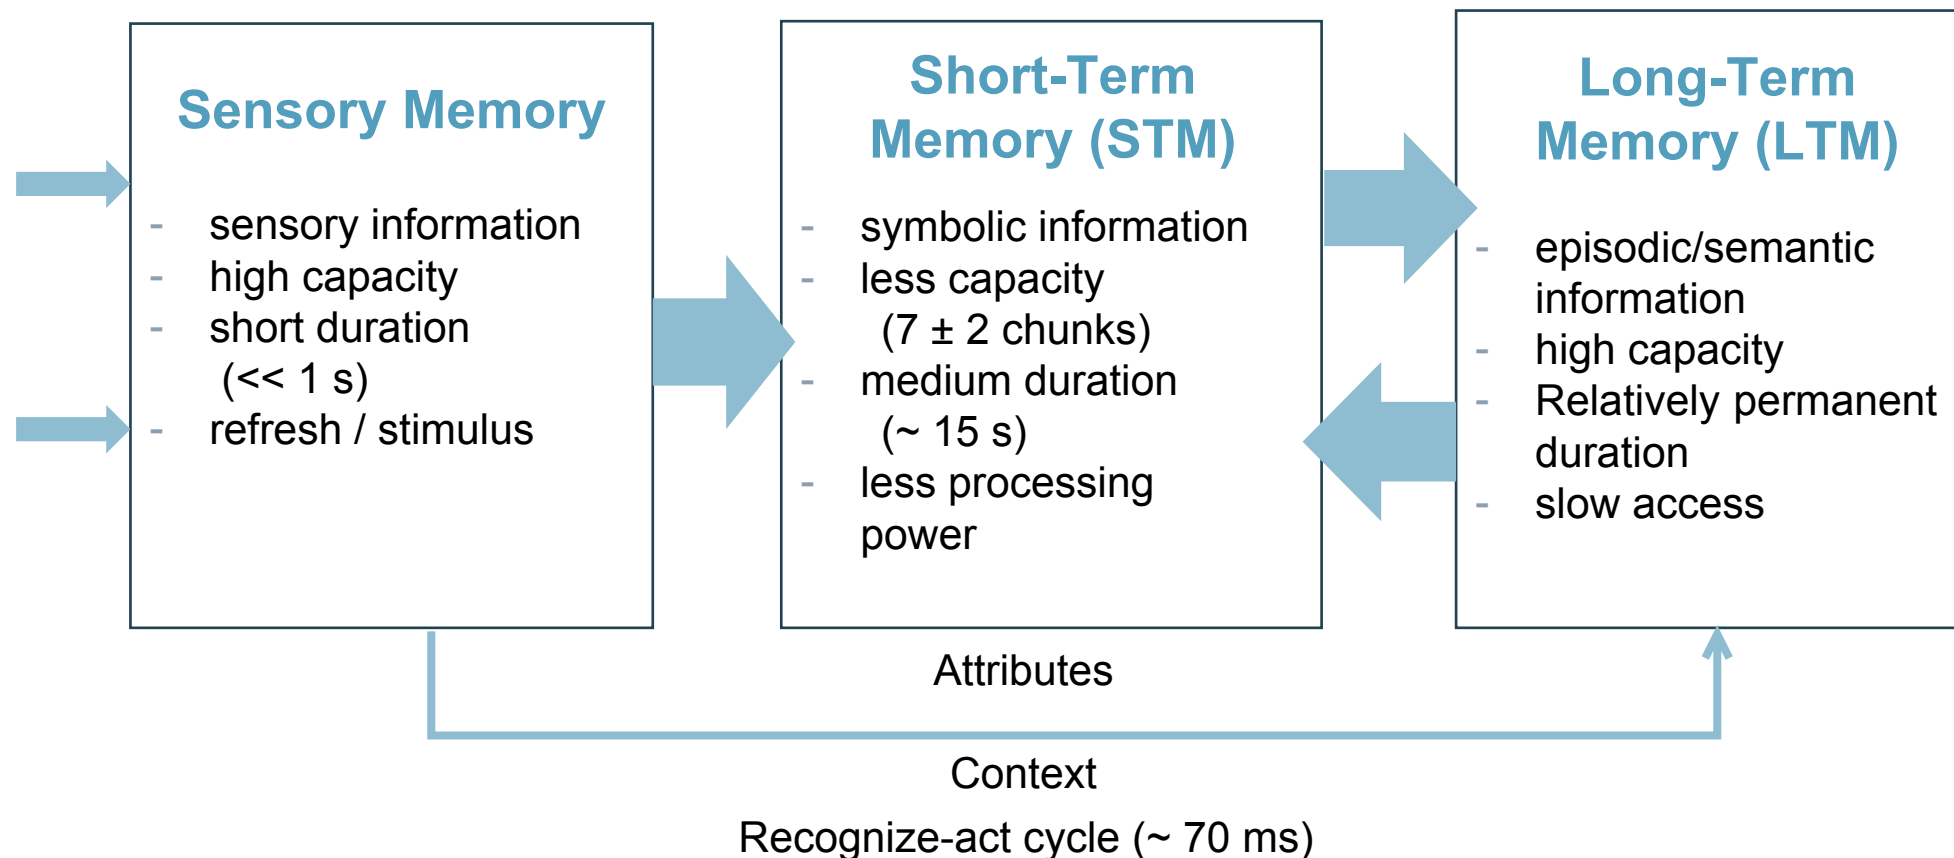 Sensory Memory
- sensory information
- high capacity
- short duration
(<< 1 s)
- refresh / stimulus
Short-Term
Memory (STM)
- symbolic information
- less capacity
(7 ± 2 chunks)
- medium duration
(~ 15 s)
- less processing
power
Long-Term
Memory (LTM)
- episodic/semantic
information
- high capacity
- Relatively permanent
duration
- slow access
Attributes
Context
Recognize-act cycle (~ 70 ms)